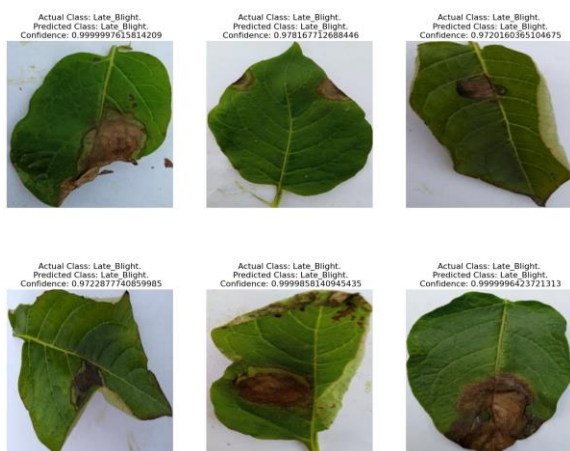 Actual Class: Late_Blight.
Predicted Class: Late_Blight.
Confidence: 0.9999997615814209
Actual Class: Late_Blight.
Predicted Class: Late_Blight.
Confidence: 0.978167712688446
Actual Class: Late_Blight.
Predicted Class: Late_Blight.
Confidence: 0.9720160365104675
Actual Class: Late_Blight.
Predicted Class: Late_Blight.
Confidence: 0.9722877740859985
Actual Class: Late_Blight.
Predicted Class: Late_Blight.
Confidence: 0.9999858140945435
Actual Class: Late_Blight.
Predicted Class: Late_Blight.
Confidence: 0.9999996423721313